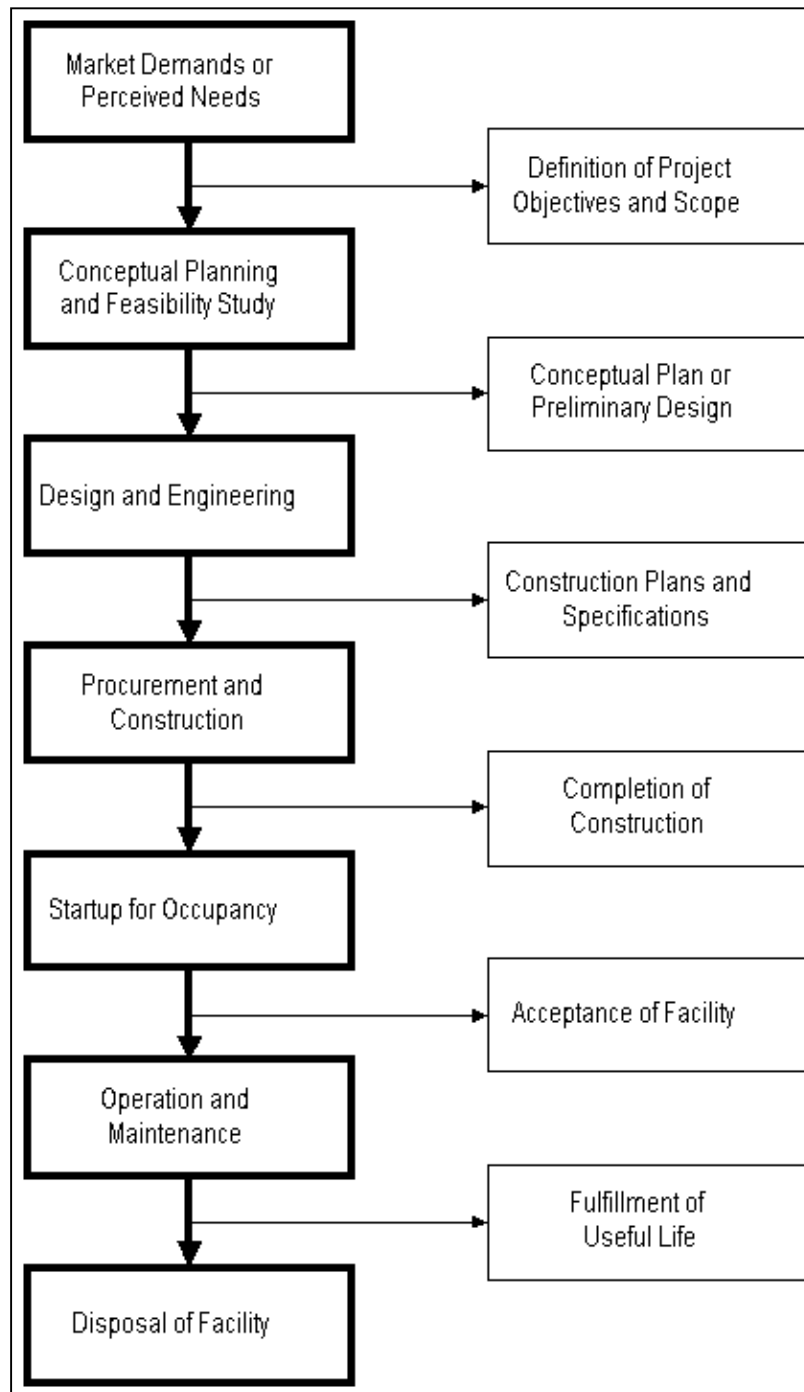 Market Demands or
Perceived Needs
Definition of Project
Objectives and Scope
Conceptual Planning
and Feasibility Study
Conceptual Plan or
Preliminary Design
Design and Engineering
Construction Plans and
Specifications
Procurement and
Construction
Completion of
Construction
Startup for Occupancy
Acceptance of Facility
Operation and
Maintenance
Fulfillment of
Useful Life
Disposal of Facility